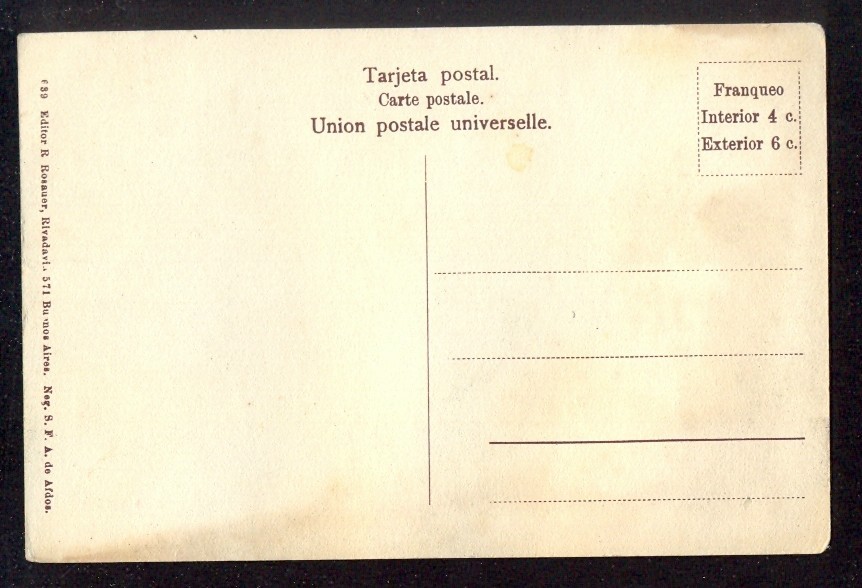 Tarjeta postal.
Carte postale.
Union postale universelle.
Franqueo
Interior 4 c.
Exterior 6 c.
639 Editor R Rosauer, Rivadavia 571 Buenos Aires. Neg. S. F. A. de Afdos.